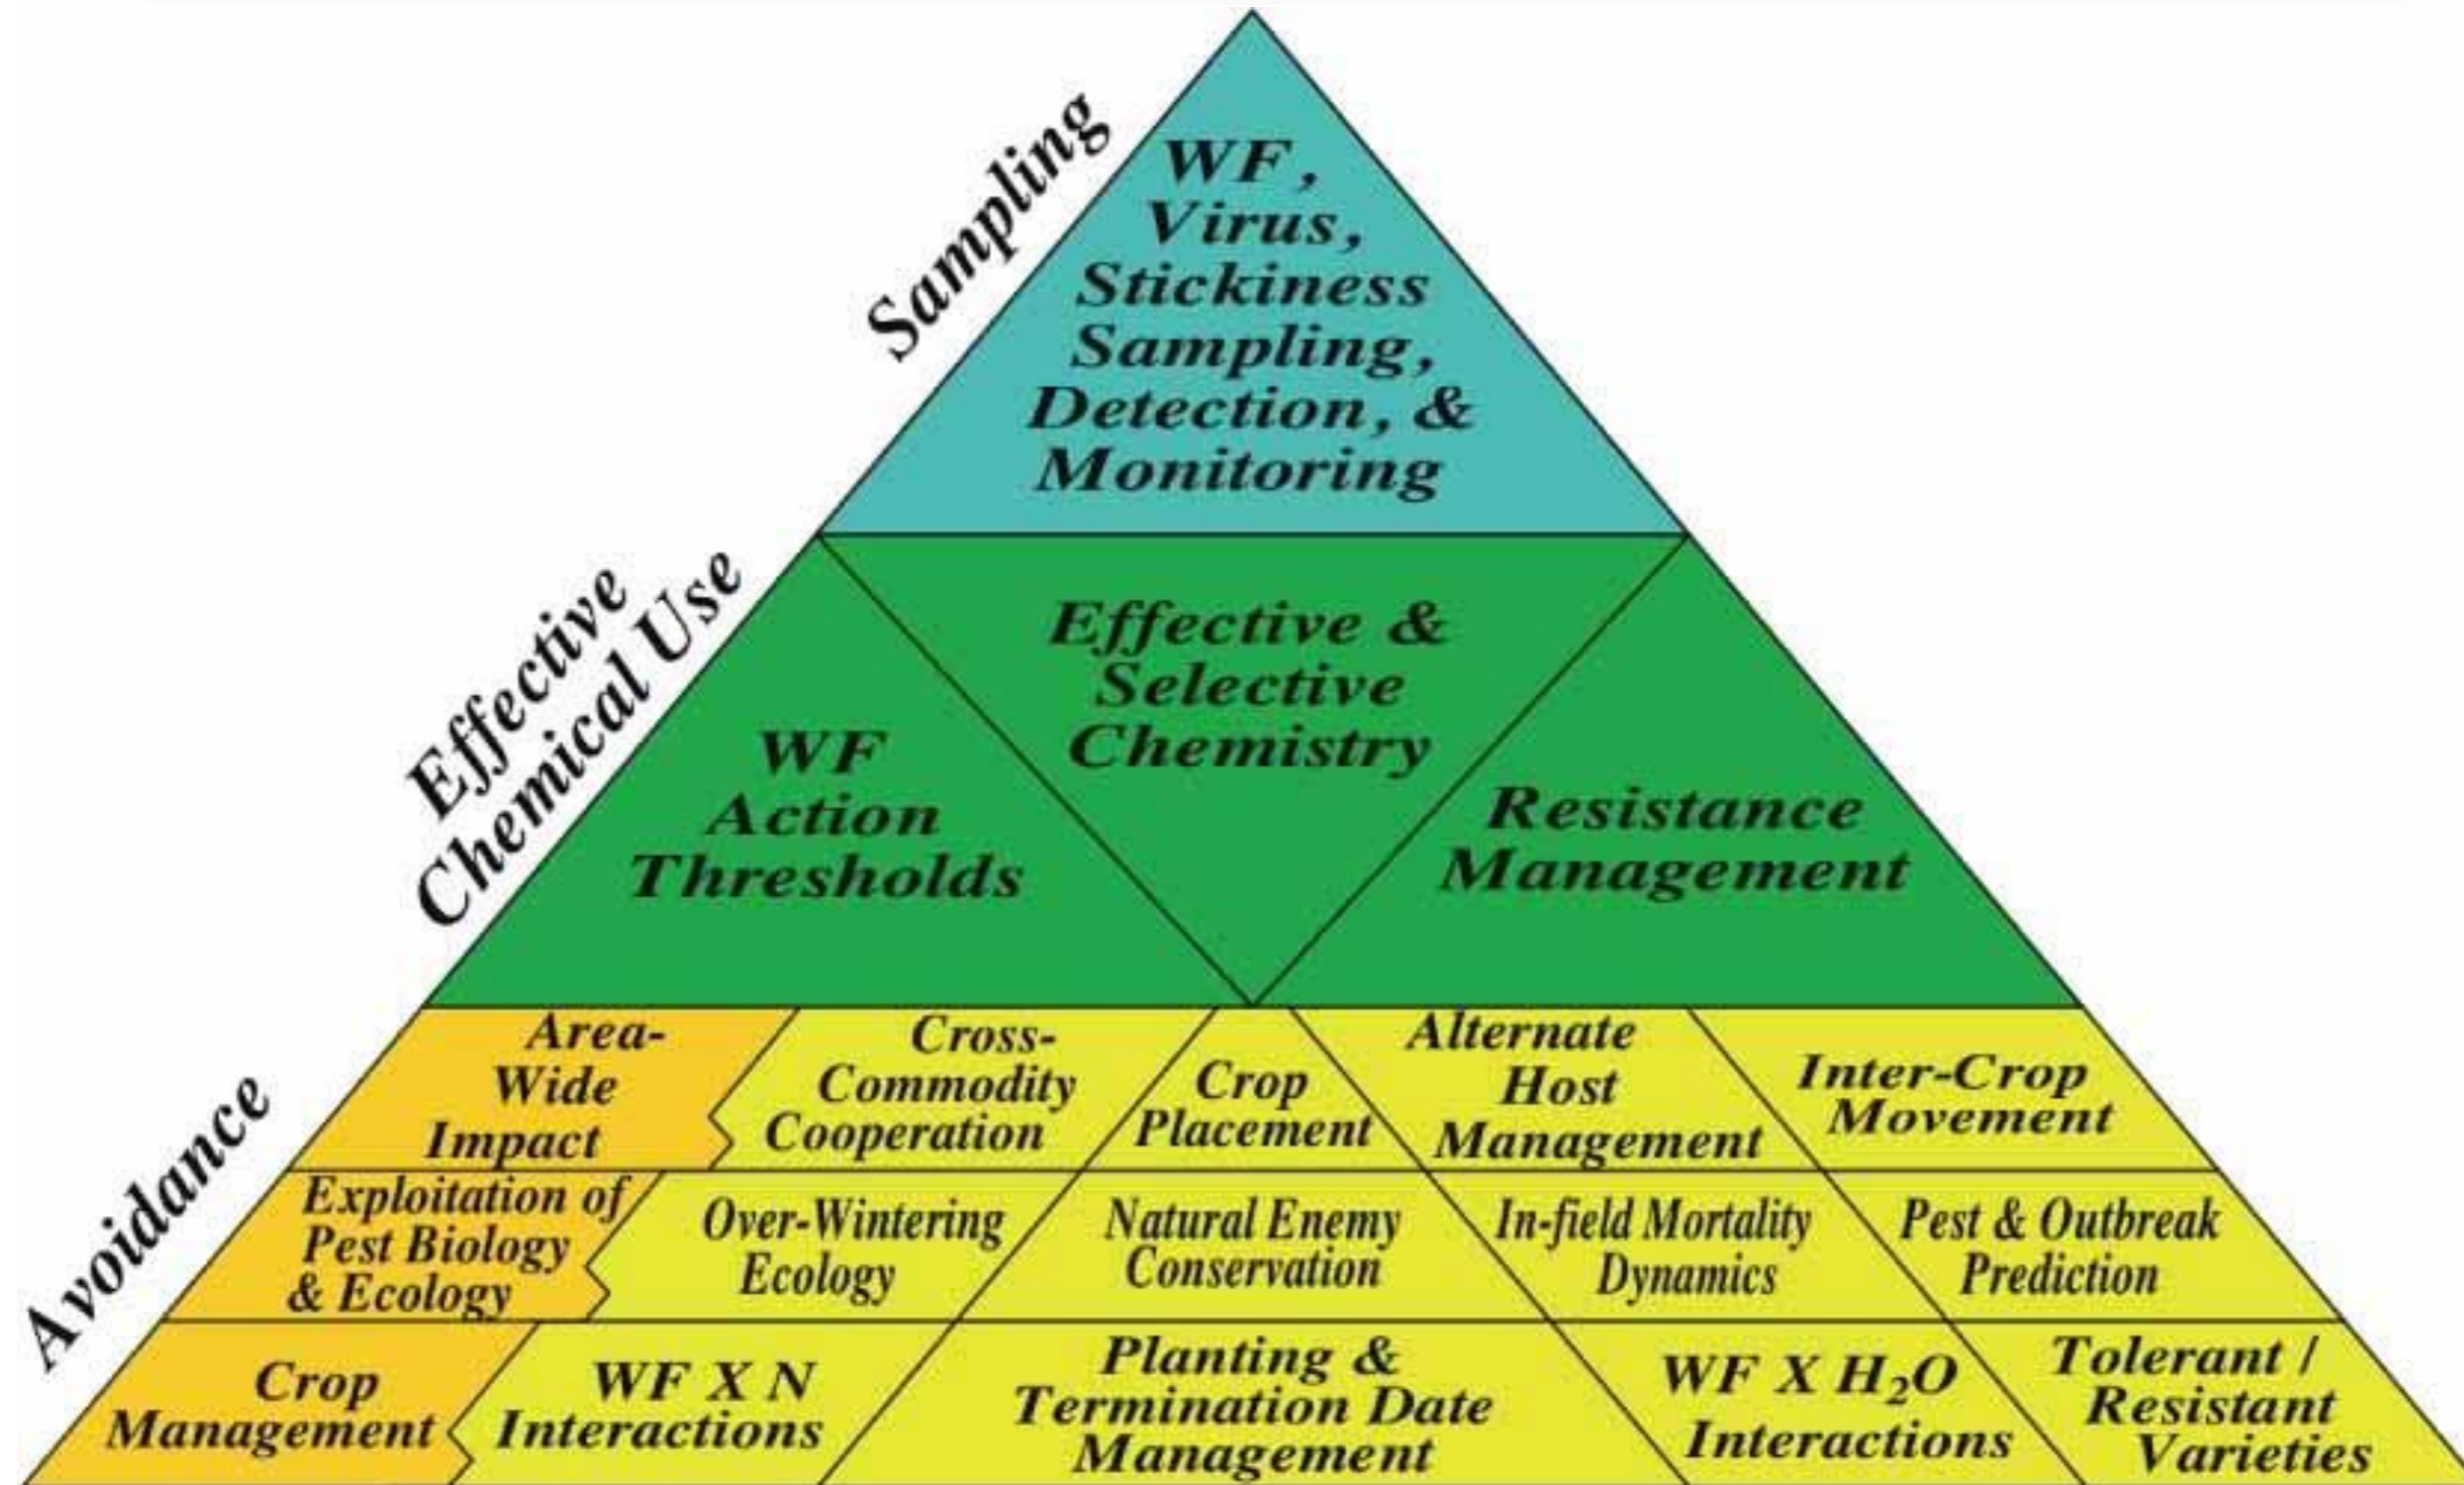 Sampling
WF,
Virus,
Stickiness
Sampling,
Detection, &
Monitoring
Effective
Chemical Use
WF
Action
Thresholds
Effective &
Selective
Chemistry
Resistance
Management
Avoidance
Area-
Wide
Impact
Cross-
Commodity
Cooperation
Crop
Placement
Alternate
Host
Management
Inter-Crop
Movement
Exploitation of
Pest Biology
& Ecology
Over-Wintering
Ecology
Natural Enemy
Conservation
In-field Mortality
Dynamics
Pest & Outbreak
Prediction
Crop
Management
WF X N
Interactions
Planting &
Termination Date
Management
WF X H₂O
Interactions
Tolerant /
Resistant
Varieties